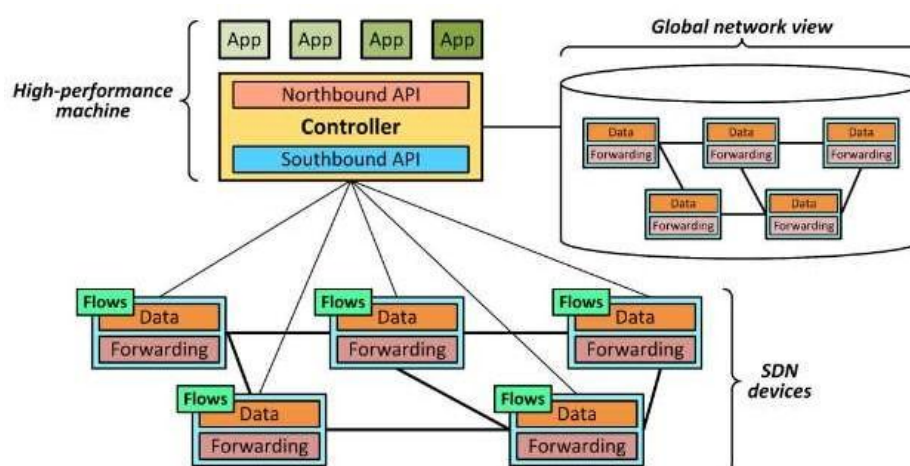 App App App App
Global network view
High-performance
machine
Northbound API
Controller
Southbound API
Data Data Data
Forwarding Forwarding Forwarding
Data Data
Forwarding Forwarding
Flows Flows Flows
Data Data Data
Forwarding Forwarding Forwarding
SDN
devices
Flows Flows
Data Data
Forwarding Forwarding